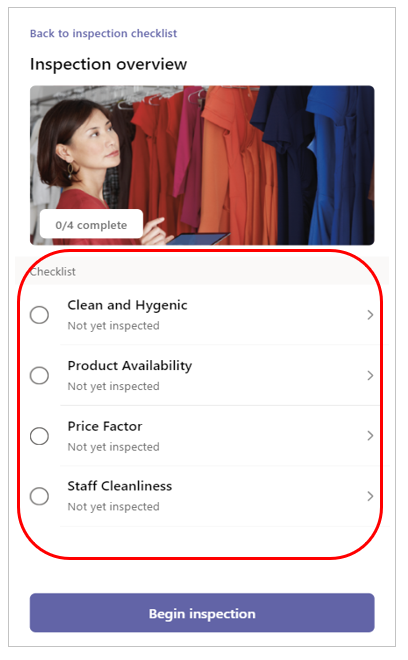 Back to inspection checklist
Inspection overview
0/4 complete
Checklist
Clean and Hygenic
Not yet inspected
Product Availability
Not yet inspected
Price Factor
Not yet inspected
Staff Cleanliness
Not yet inspected
Begin inspection